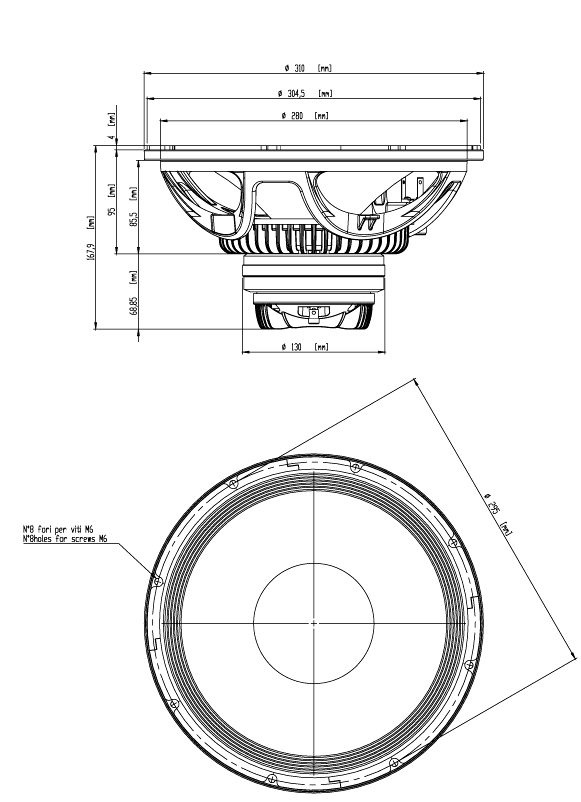 ø 310 [mm]
ø 304,5 [mm]
ø 280 [mm]
4 [mm]
95 [mm]
85,5 [mm]
167,9 [mm]
68,85 [mm]
ø 130 [mm]
ø 295 [mm]
N°8 fori per viti M6
N°8holes for screws M6